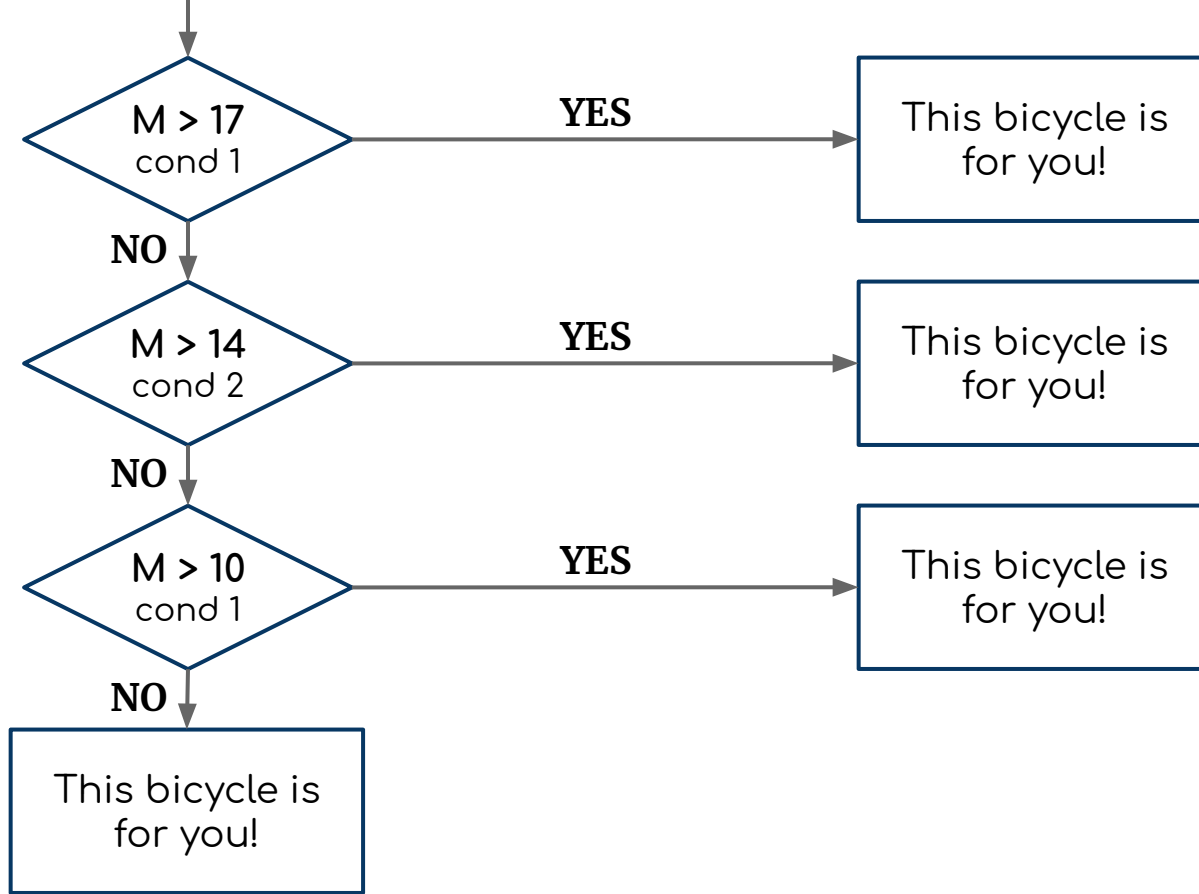 M > 17
cond 1
YES
This bicycle is
for you!
NO
M > 14
cond 2
YES
This bicycle is
for you!
NO
M > 10
cond 1
YES
This bicycle is
for you!
NO
This bicycle is
for you!